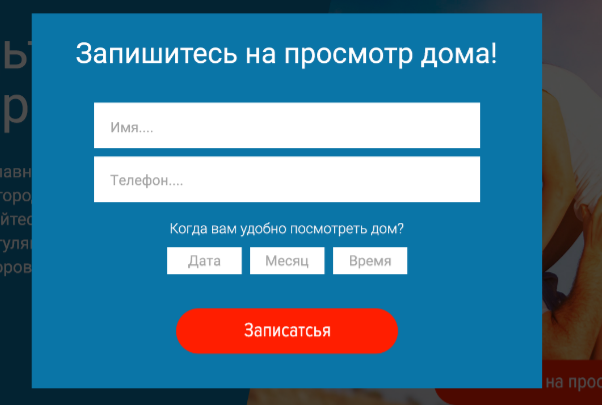 Запишитесь на просмотр дома!
Имя....
Телефон....
Когда вам удобно посмотреть дом?
Дата Месяц Время
Записатсья
на прос